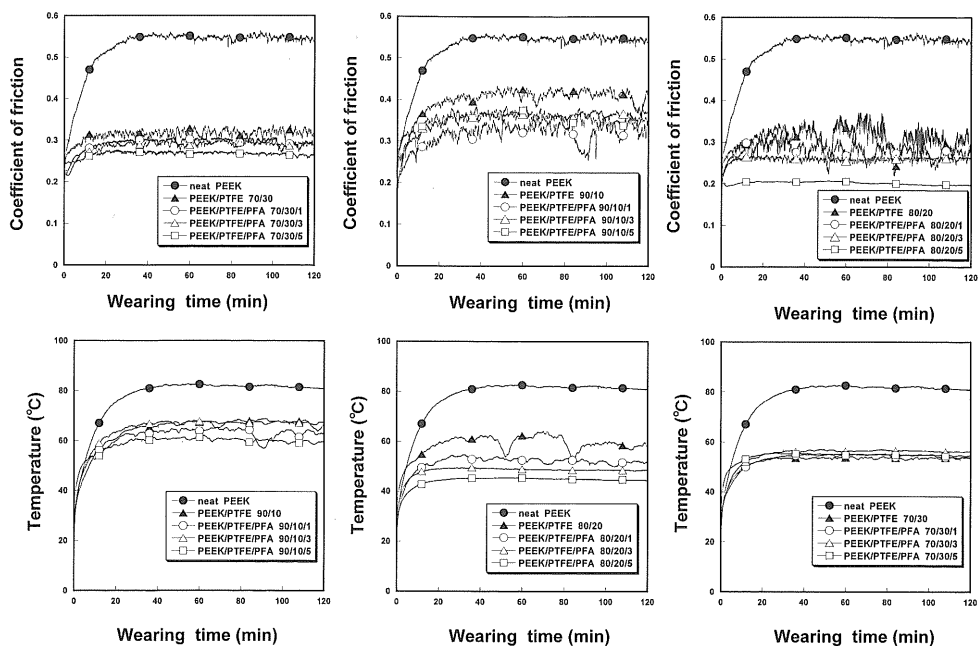 0.6
0.5
0.4
0.3
0.2
0.1
0
Coefficient of friction
neat PEEK
PEEK/PTFE 70/30
PEEK/PTFE/PFA 70/30/1
PEEK/PTFE/PFA 70/30/3
PEEK/PTFE/PFA 70/30/5
0 20 40 60 80 100 120
Wearing time (min)
0.6
0.5
0.4
0.3
0.2
0.1
0
Coefficient of friction
neat PEEK
PEEK/PTFE 90/10
PEEK/PTFE/PFA 90/10/1
PEEK/PTFE/PFA 90/10/3
PEEK/PTFE/PFA 90/10/5
0 20 40 60 80 100 120
Wearing time (min)
0.6
0.5
0.4
0.3
0.2
0.1
0
Coefficient of friction
neat PEEK
PEEK/PTFE 80/20
PEEK/PTFE/PFA 80/20/1
PEEK/PTFE/PFA 80/20/3
PEEK/PTFE/PFA 80/20/5
0 20 40 60 80 100 120
Wearing time (min)
100
80
60
40
20
0
Temperature (℃)
neat PEEK
PEEK/PTFE 90/10
PEEK/PTFE/PFA 90/10/1
PEEK/PTFE/PFA 90/10/3
PEEK/PTFE/PFA 90/10/5
0 20 40 60 80 100 120
Wearing time (min)
100
80
60
40
20
0
Temperature (℃)
neat PEEK
PEEK/PTFE 80/20
PEEK/PTFE/PFA 80/20/1
PEEK/PTFE/PFA 80/20/3
PEEK/PTFE/PFA 80/20/5
0 20 40 60 80 100 120
Wearing time (min)
100
80
60
40
20
0
Temperature (℃)
neat PEEK
PEEK/PTFE 70/30
PEEK/PTFE/PFA 70/30/1
PEEK/PTFE/PFA 70/30/3
PEEK/PTFE/PFA 70/30/5
0 20 40 60 80 100 120
Wearing time (min)